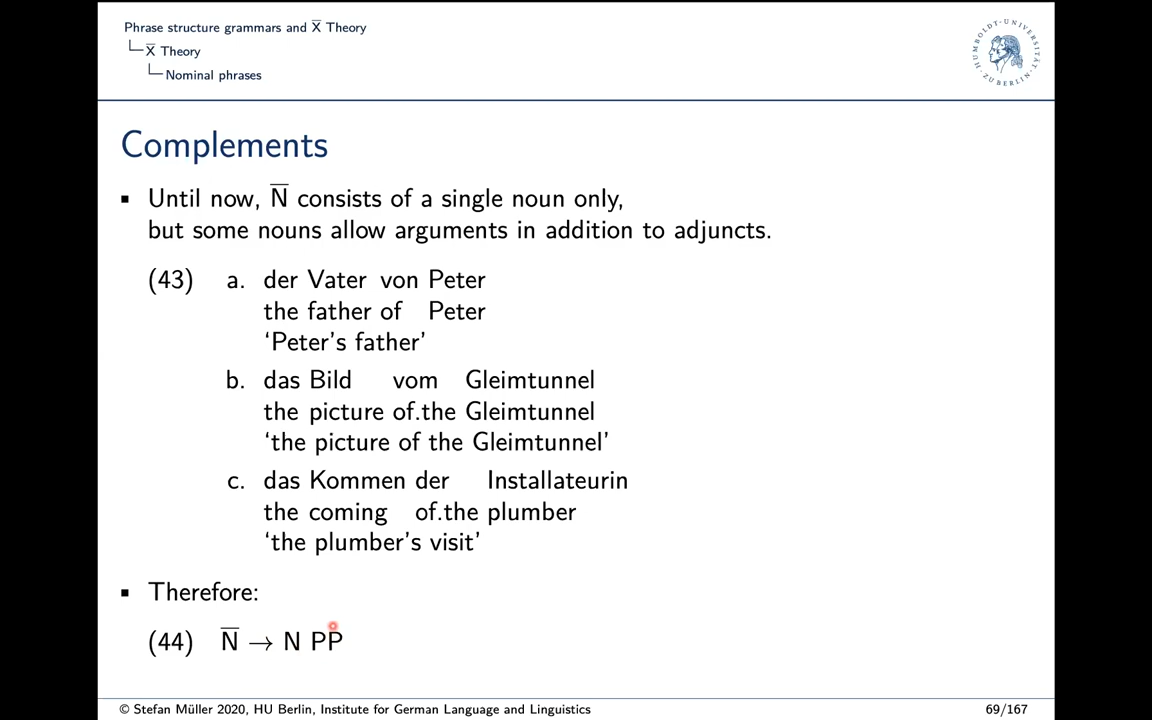 Phrase structure grammars and X̅ Theory
X̅ Theory
Nominal phrases
HUMBOLDT-UNIVERSITÄT ZU BERLIN
Complements
▪ Until now, N̅ consists of a single noun only,
but some nouns allow arguments in addition to adjuncts.
(43) a. der Vater von Peter
the father of Peter
‘Peter’s father’
b. das Bild vom Gleimtunnel
the picture of.the Gleimtunnel
‘the picture of the Gleimtunnel’
c. das Kommen der Installateurin
the coming of.the plumber
‘the plumber’s visit’
▪ Therefore:
(44) N̅ → N PP
© Stefan Müller 2020, HU Berlin, Institute for German Language and Linguistics 69/167